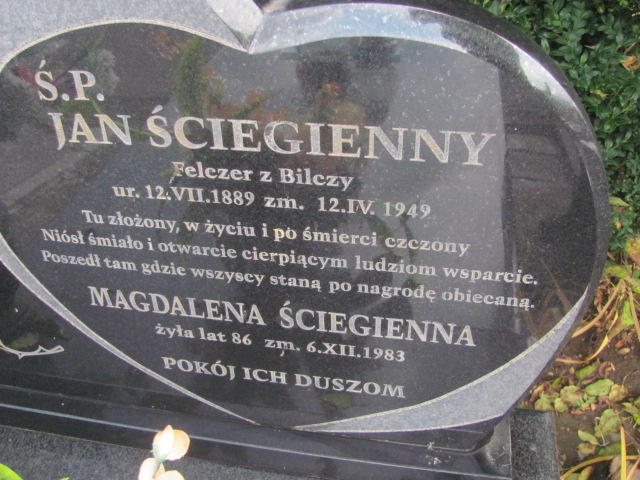 Ś.P.
JAN ŚCIEGIENNY
Felczer z Bilczy
ur. 12.VII.1889 zm. 12.IV. 1949
Tu złożony, w życiu i po śmierci czczony
Niósł śmiało i otwarcie cierpiącym ludziom wsparcie.
Poszedł tam gdzie wszyscy staną po nagrodę obiecaną.
MAGDALENA ŚCIEGIENNA
żyła lat 86 zm. 6.XII.1983
POKÓJ ICH DUSZOM